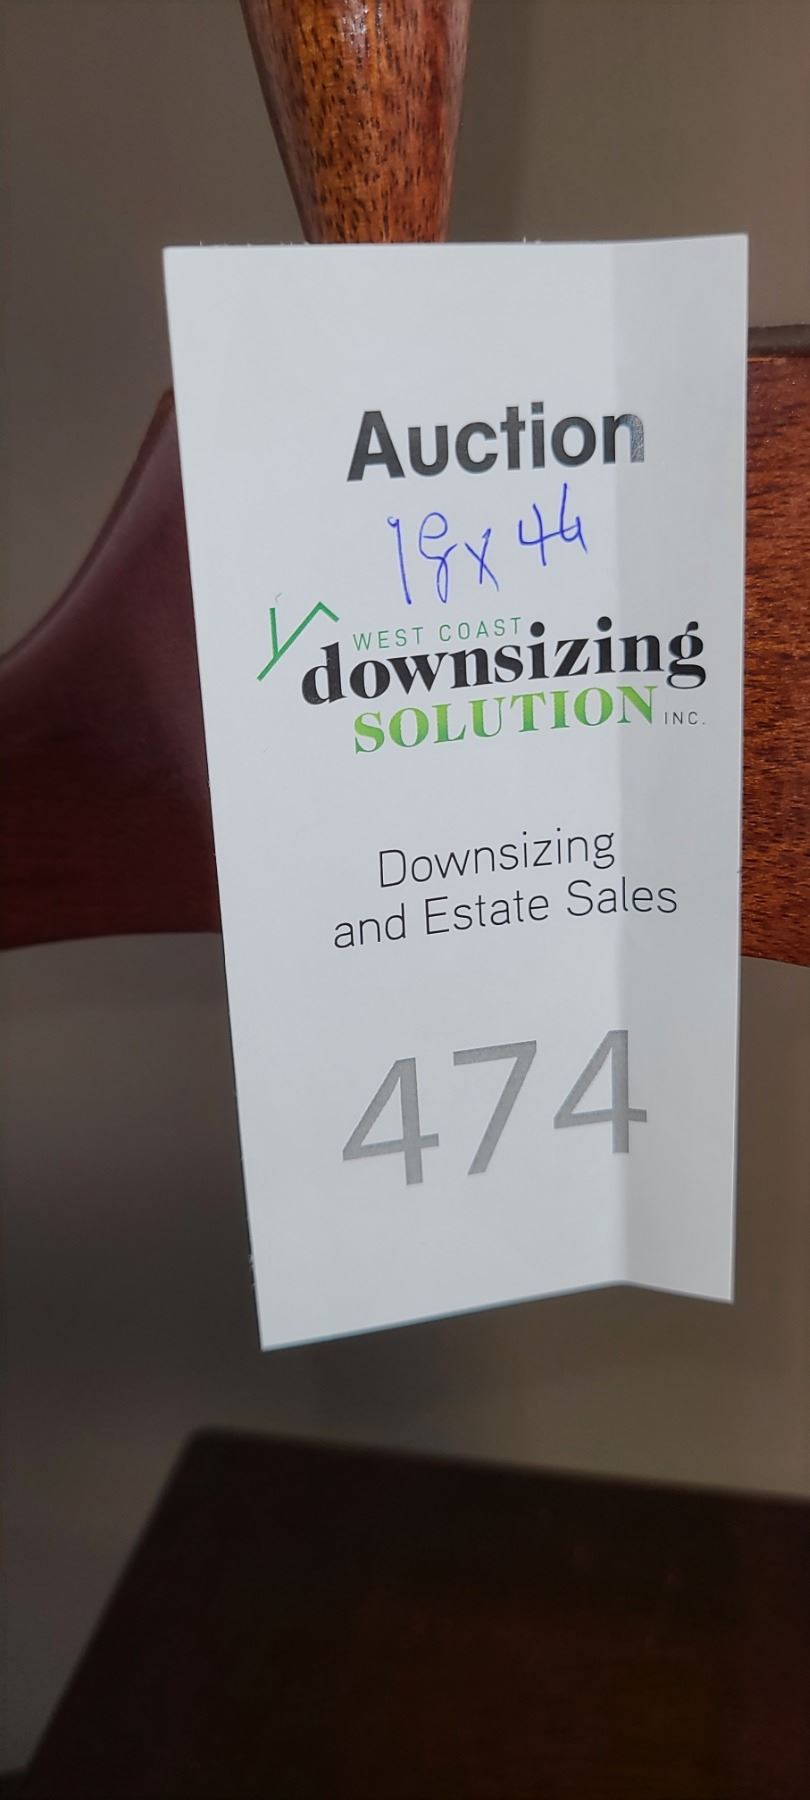 Auction
18x44
WEST COAST
downsizing
SOLUTION INC.
Downsizing
and Estate Sales
474